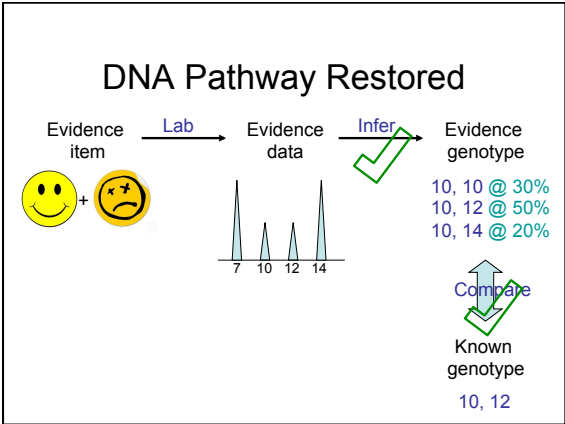 DNA Pathway Restored
Evidence item
Lab
Evidence data
Infer
Evidence genotype
+
7 10 12 14
10, 10 @ 30%
10, 12 @ 50%
10, 14 @ 20%
Compare
Known genotype
10, 12